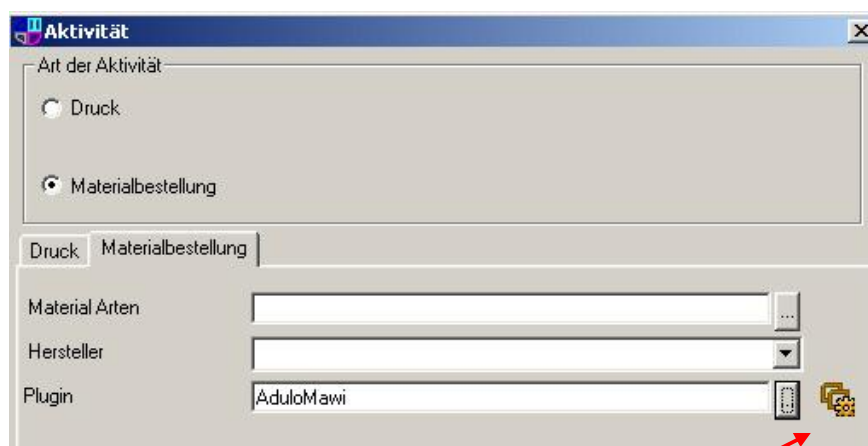 Aktivität
Art der Aktivität
Druck
Materialbestellung
Druck Materialbestellung
Material Arten ...
Hersteller
Plugin AduloMawi